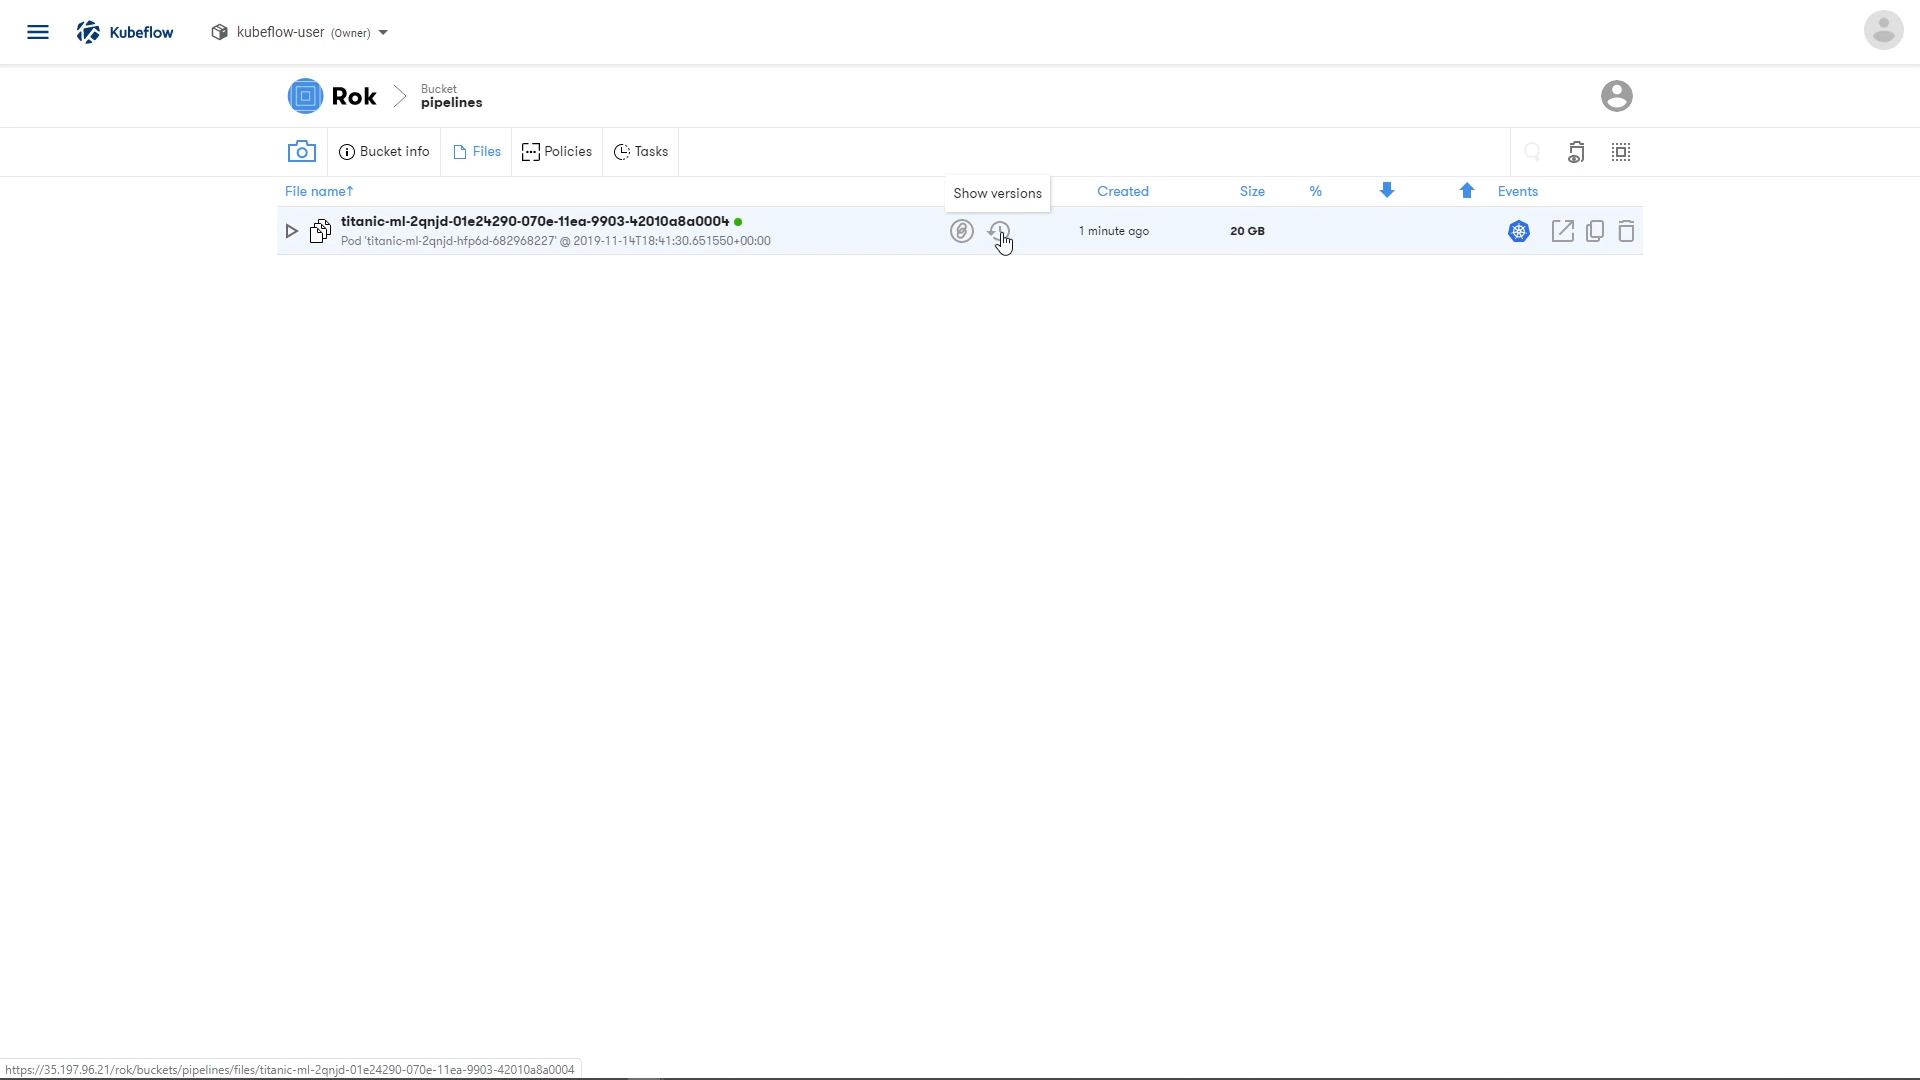 Kubeflow
kubeflow-user (Owner)
Rok
Bucket
pipelines
Bucket info
Files
Policies
Tasks
File name↑
Show versions
Created
Size
%
Events
titanic-ml-2qnjd-01e24290-070e-11ea-9903-42010a8a0004
Pod 'titanic-ml-2qnjd-hfp6d-682968227' @ 2019-11-14T18:41:30.651550+00:00
1 minute ago
20 GB
https://35.197.96.21/rok/buckets/pipelines/files/titanic-ml-2qnjd-01e24290-070e-11ea-9903-42010a8a0004